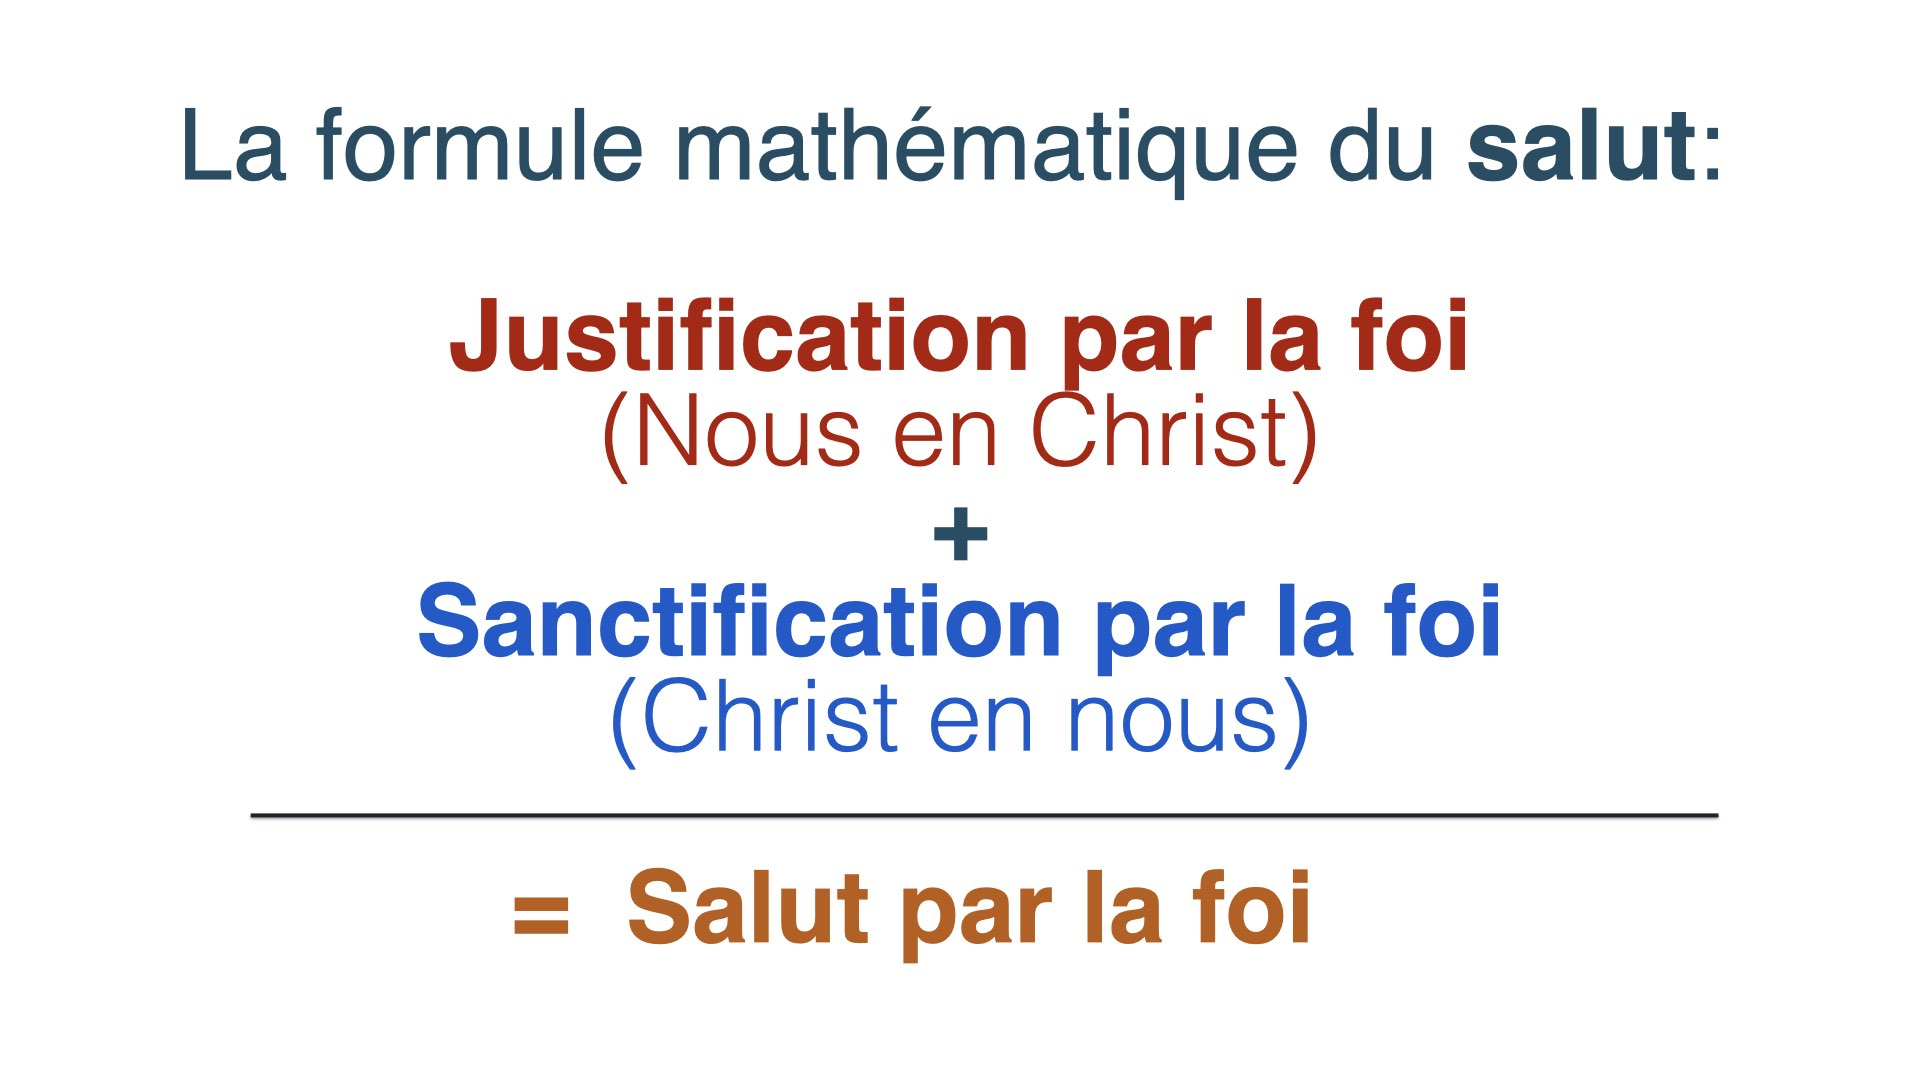 La formule mathématique du salut:
Justification par la foi
(Nous en Christ)
+
Sanctification par la foi
(Christ en nous)
= Salut par la foi